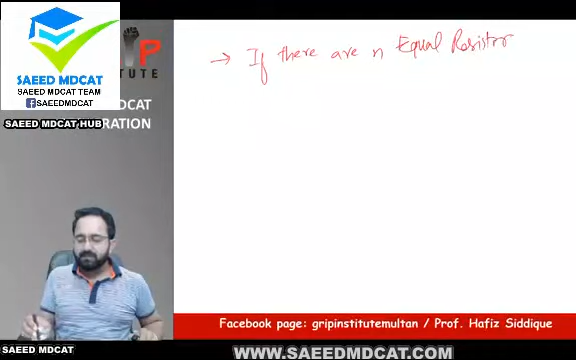 SAEED MDCAT
SAEED MDCAT TEAM
SAEEDMDCAT
SAEED MDCAT HUB
P
TUTE
DCAT
RATION
→ If there are n Equal Resistor
Facebook page: gripinstitutemultan / Prof. Hafiz Siddique
SAEED MDCAT
WWW.SAEEDMDCAT.COM